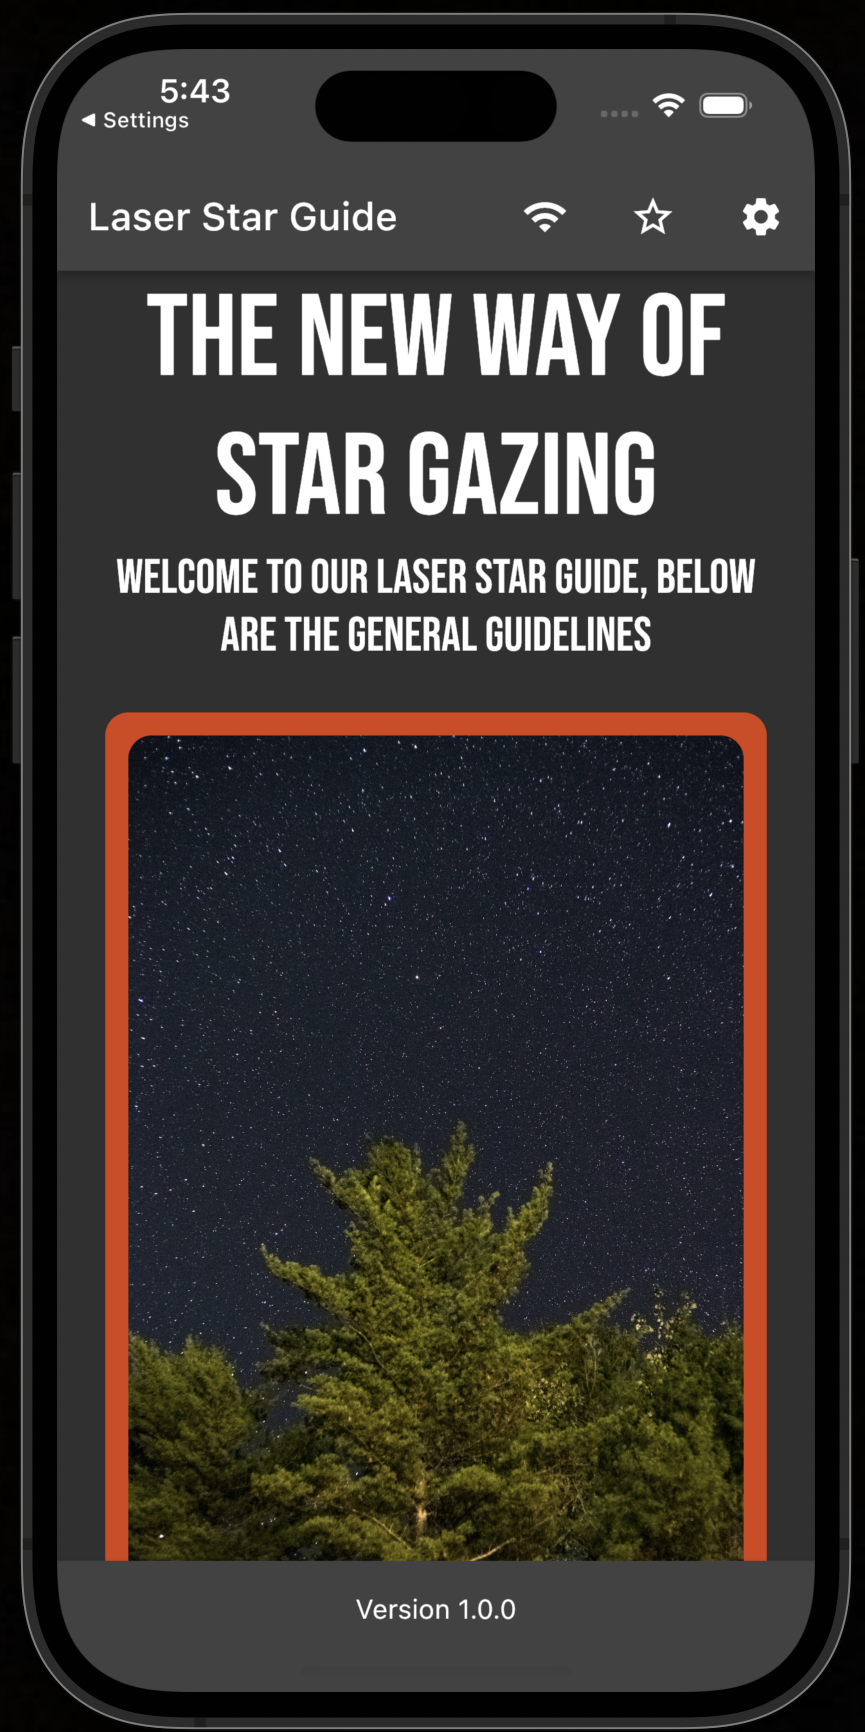 5:43
Settings
Laser Star Guide
THE NEW WAY OF
STAR GAZING
WELCOME TO OUR LASER STAR GUIDE, BELOW
ARE THE GENERAL GUIDELINES
Version 1.0.0